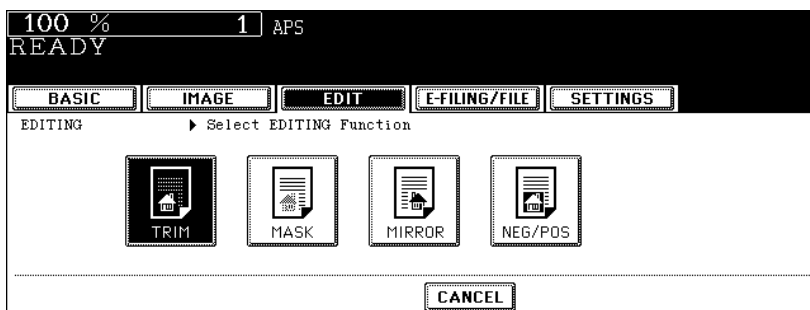 100 % 1 APS
READY
BASIC IMAGE EDIT E-FILING/FILE SETTINGS
EDITING Select EDITING Function
TRIM MASK MIRROR NEG/POS
CANCEL